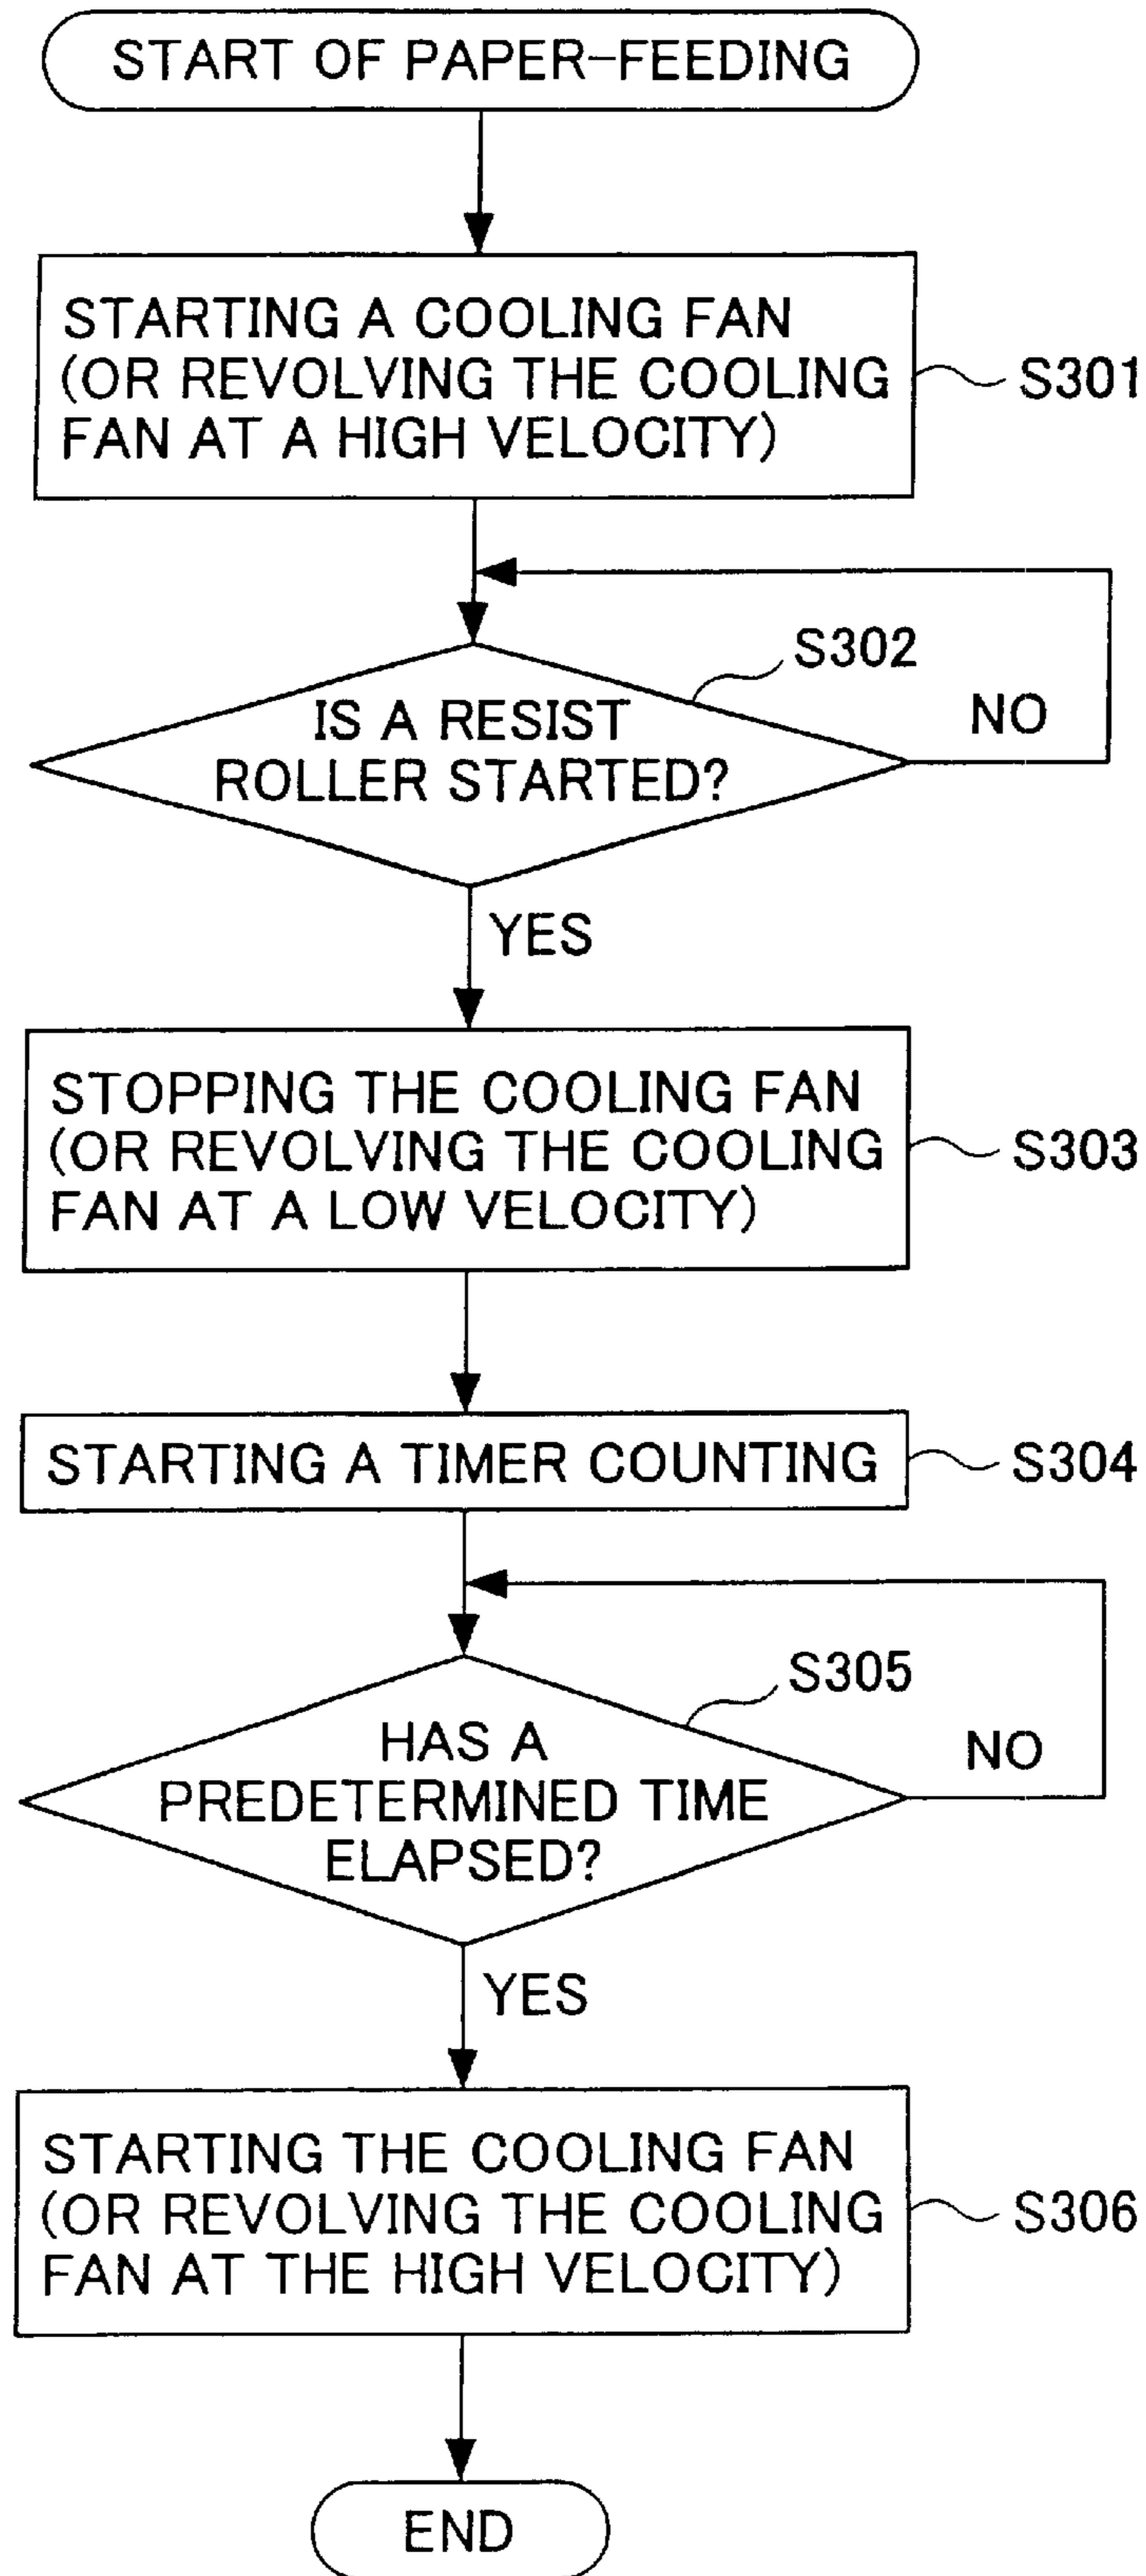 START OF PAPER-FEEDING
STARTING A COOLING FAN
(OR REVOLVING THE COOLING
FAN AT A HIGH VELOCITY)
S301
S302
IS A RESIST
ROLLER STARTED?
NO
YES
STOPPING THE COOLING FAN
(OR REVOLVING THE COOLING
FAN AT A LOW VELOCITY)
S303
STARTING A TIMER COUNTING
S304
S305
HAS A
PREDETERMINED TIME
ELAPSED?
NO
YES
STARTING THE COOLING FAN
(OR REVOLVING THE COOLING
FAN AT THE HIGH VELOCITY)
S306
END